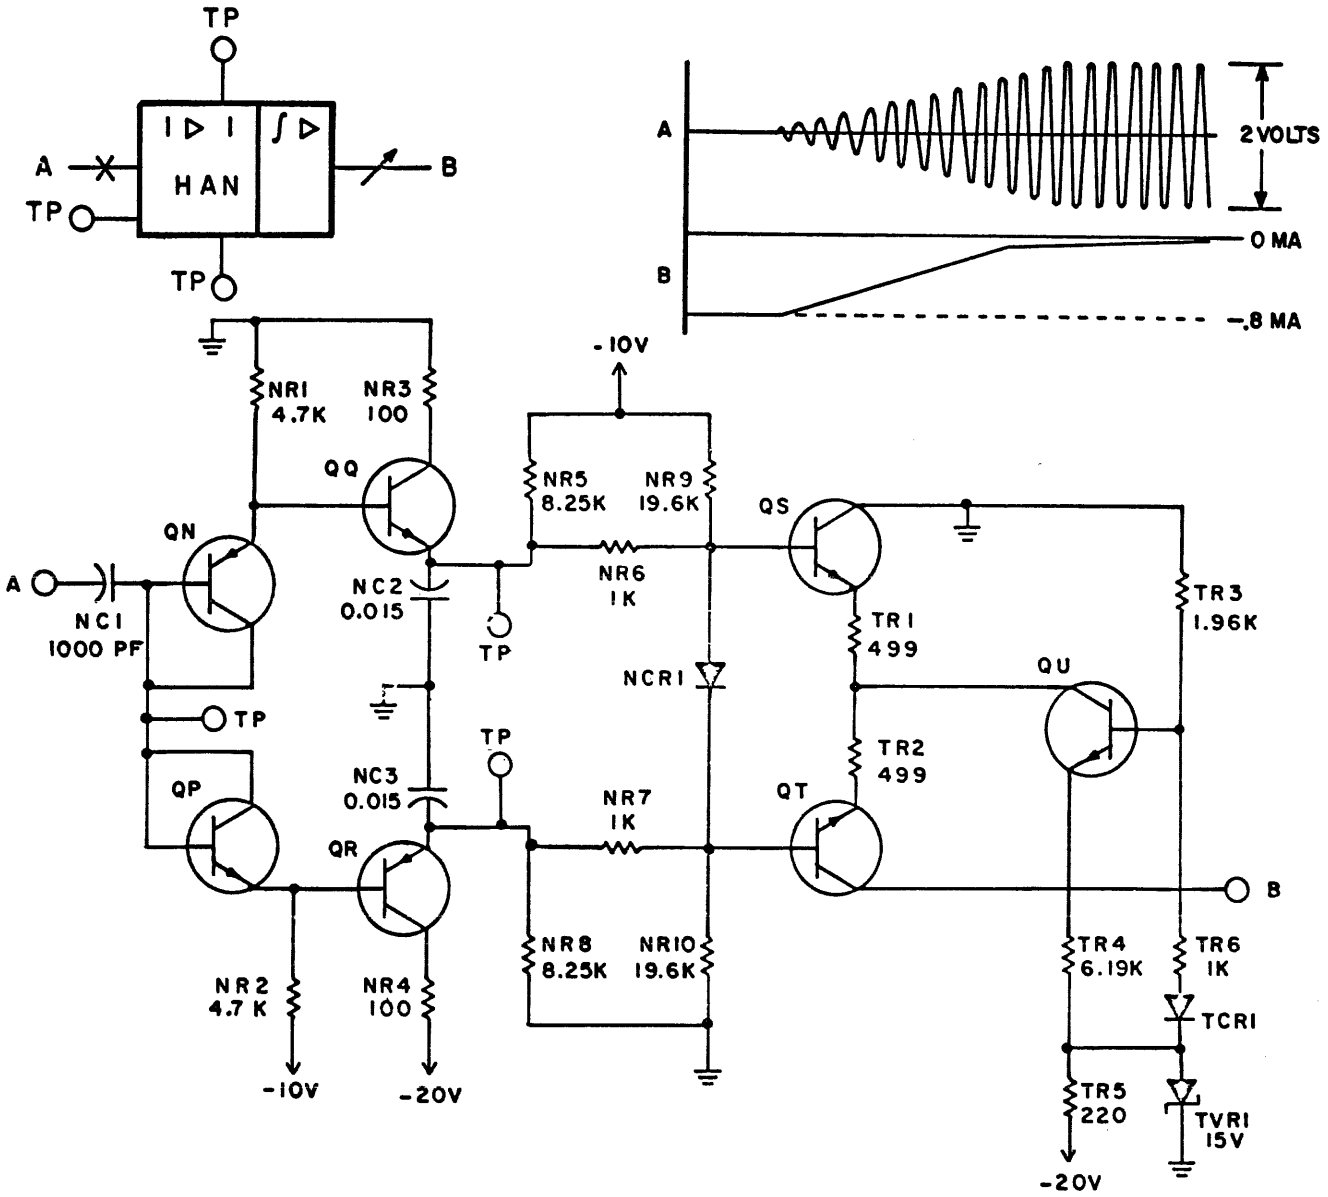 TP
I ▷ I
∫ ▷
A
B
HAN
TP
TP
A
2 VOLTS
0 MA
B
-.8 MA
-10V
NR1
4.7K
NR3
100
QQ
NR5
8.25K
NR9
19.6K
QS
QN
A
NC1
1000 PF
NC2
0.015
NR6
1K
TP
TR1
499
TR3
1.96K
NCR1
QU
TP
TP
TR2
499
QP
NC3
0.015
NR7
1K
QT
QR
B
NR2
4.7 K
NR4
100
NR8
8.25K
NR10
19.6K
TR4
6.19K
TR6
1K
TCR1
-10V
-20V
TR5
220
TVR1
15V
-20V